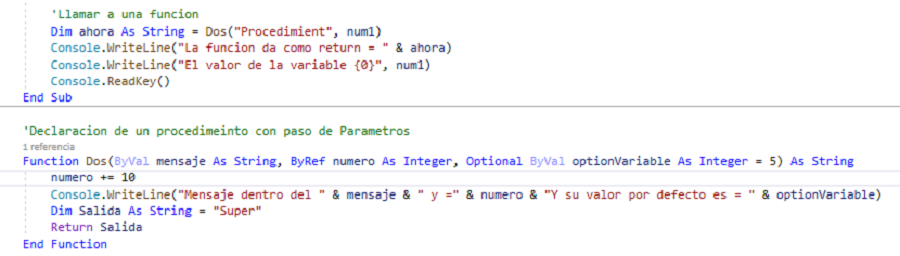 'Llamar a una funcion
Dim ahora As String = Dos("Procedimient", num1)
Console.WriteLine("La funcion da como return = " & ahora)
Console.WriteLine("El valor de la variable {0}", num1)
Console.ReadKey()
End Sub
'Declaracion de un procedimeinto con paso de Parametros
1 referencia
Function Dos(ByVal mensaje As String, ByRef numero As Integer, Optional ByVal optionVariable As Integer = 5) As String
numero += 10
Console.WriteLine("Mensaje dentro del " & mensaje & " y =" & numero & "Y su valor por defecto es = " & optionVariable)
Dim Salida As String = "Super"
Return Salida
End Function